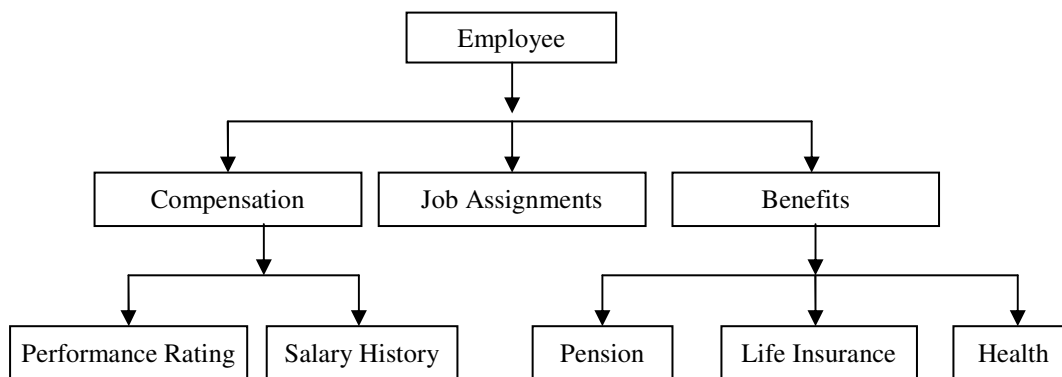 Employee
Compensation
Job Assignments
Benefits
Performance Rating
Salary History
Pension
Life Insurance
Health